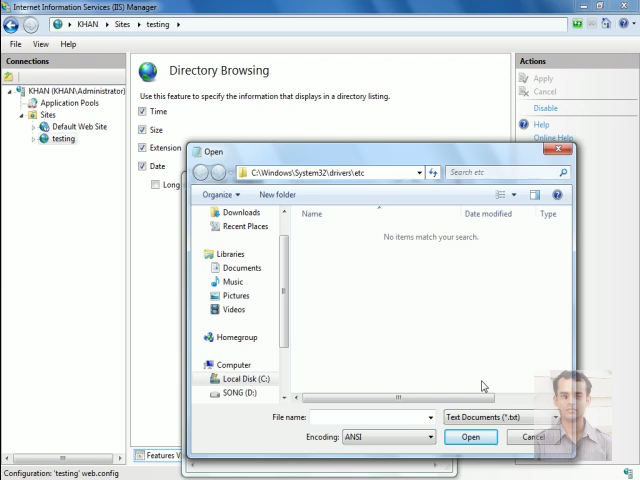 Internet Information Services (IIS) Manager
KHAN
Sites
testing
File View Help
Connections
KHAN (KHAN\Administrator)
Application Pools
Sites
Default Web Site
testing
Directory Browsing
Use this feature to specify the information that displays in a directory listing.
Time
Size
Extension
Date
Long
Actions
Apply
Cancel
Disable
Help
Online Help
Open
C:\Windows\System32\drivers\etc
Search etc
Organize
New folder
Name
Date modified
Type
No items match your search.
Downloads
Recent Places
Libraries
Documents
Music
Pictures
Videos
Homegroup
Computer
Local Disk (C:)
SONG (D:)
File name:
Text Documents (*.txt)
Encoding:
ANSI
Open
Cancel
Features V
Configuration: 'testing' web.config